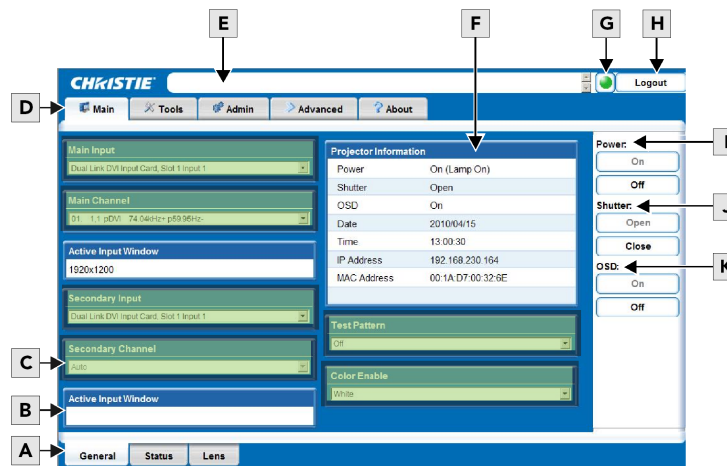 E
F
G
H
CHRISTIE
Logout
D
Main
Tools
Admin
Advanced
About
Main Input
Dual Link DVI Input Card, Slot 1 Input 1
Main Channel
01. 1,1 pDVI 74.04kHz+ p59.95Hz-
Active Input Window
1920x1200
Secondary Input
Dual Link DVI Input Card, Slot 1 Input 1
C
Secondary Channel
Auto
B
Active Input Window
Projector Information
Power On (Lamp On)
Shutter Open
OSD On
Date 2010/04/15
Time 13:00:30
IP Address 192.168.230.164
MAC Address 00:1A:D7:00:32:6E
Test Pattern
Off
Color Enable
White
Power:
On
Off
Shutter:
J
Open
Close
OSD:
K
On
Off
A
General
Status
Lens